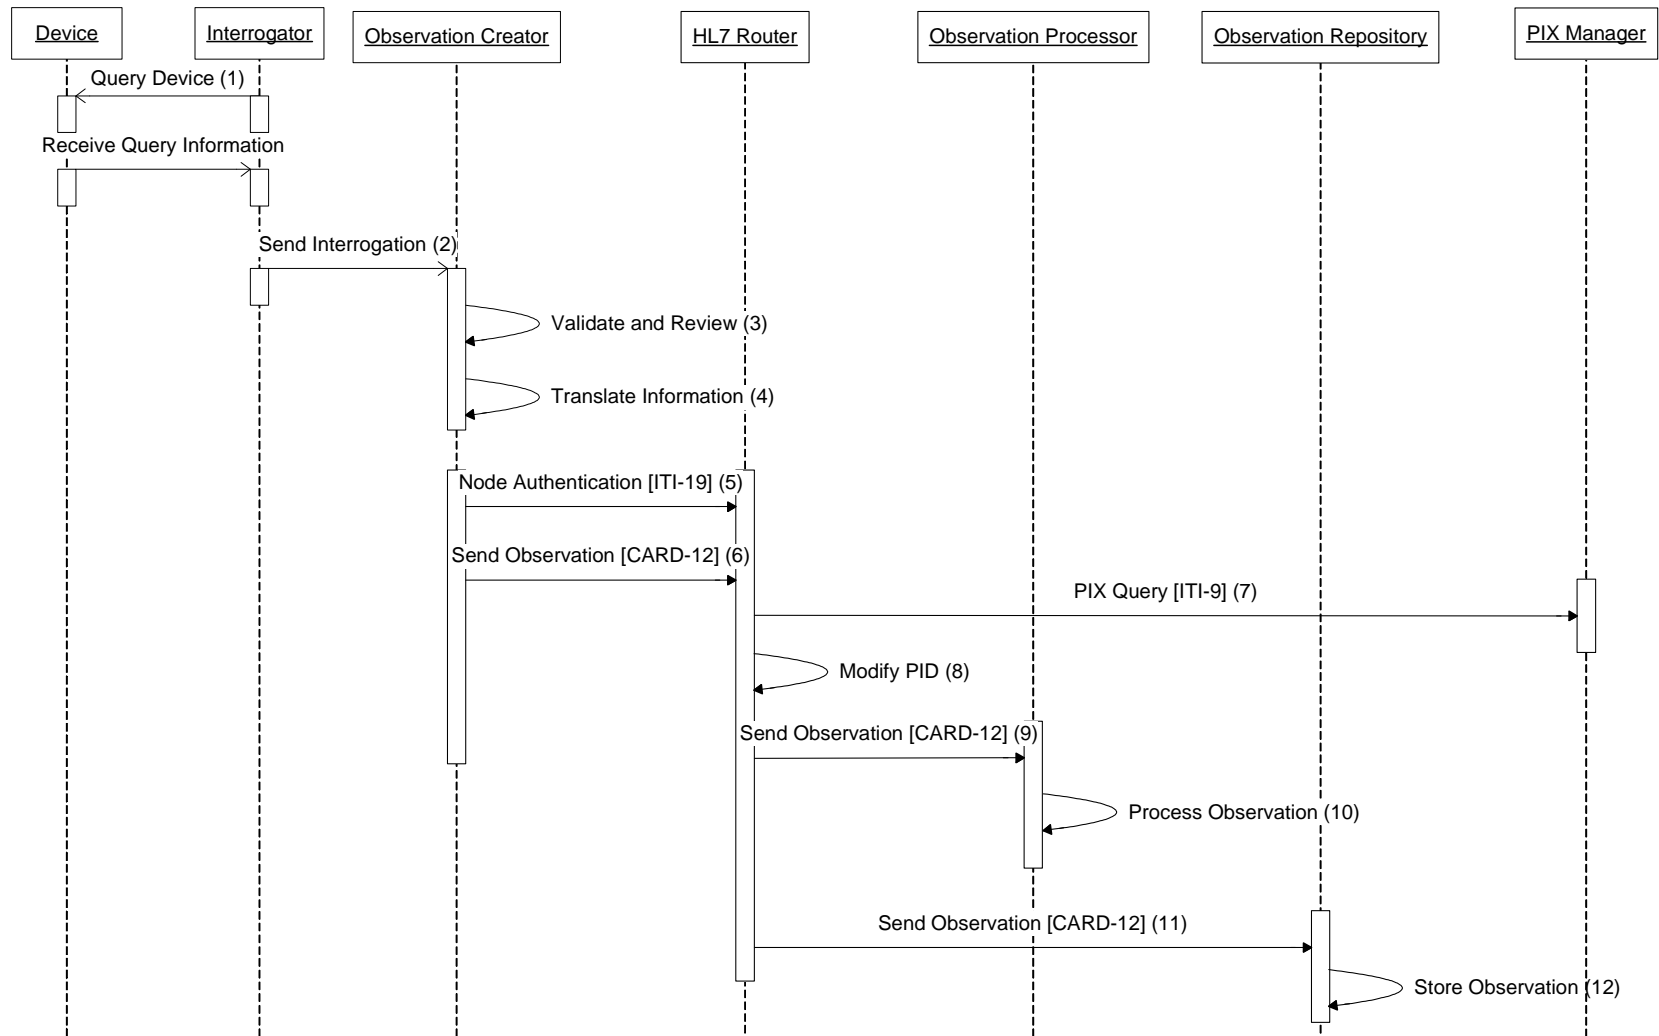 Device
Interrogator
Observation Creator
HL7 Router
Observation Processor
Observation Repository
PIX Manager
Query Device (1)
Receive Query Information
Send Interrogation (2)
Validate and Review (3)
Translate Information (4)
Node Authentication [ITI-19] (5)
Send Observation [CARD-12] (6)
PIX Query [ITI-9] (7)
Modify PID (8)
Send Observation [CARD-12] (9)
Process Observation (10)
Send Observation [CARD-12] (11)
Store Observation (12)